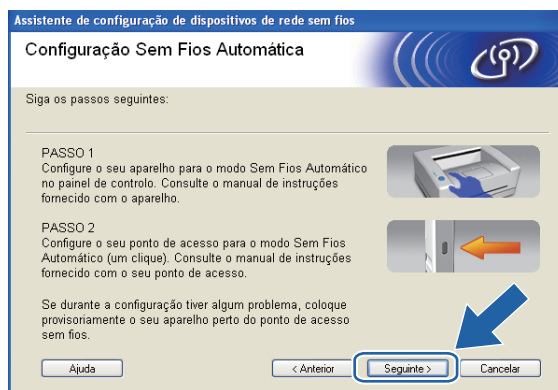 Assistente de configuração de dispositivos de rede sem fios
Configuração Sem Fios Automática
Siga os passos seguintes:
PASSO 1
Configure o seu aparelho para o modo Sem Fios Automático
no painel de controlo. Consulte o manual de instruções
fornecido com o aparelho.
PASSO 2
Configure o seu ponto de acesso para o modo Sem Fios
Automático (um clique). Consulte o manual de instruções
fornecido com o seu ponto de acesso.
Se durante a configuração tiver algum problema, coloque
provisoriamente o seu aparelho perto do ponto de acesso
sem fios.
Ajuda
< Anterior
Seguinte >
Cancelar